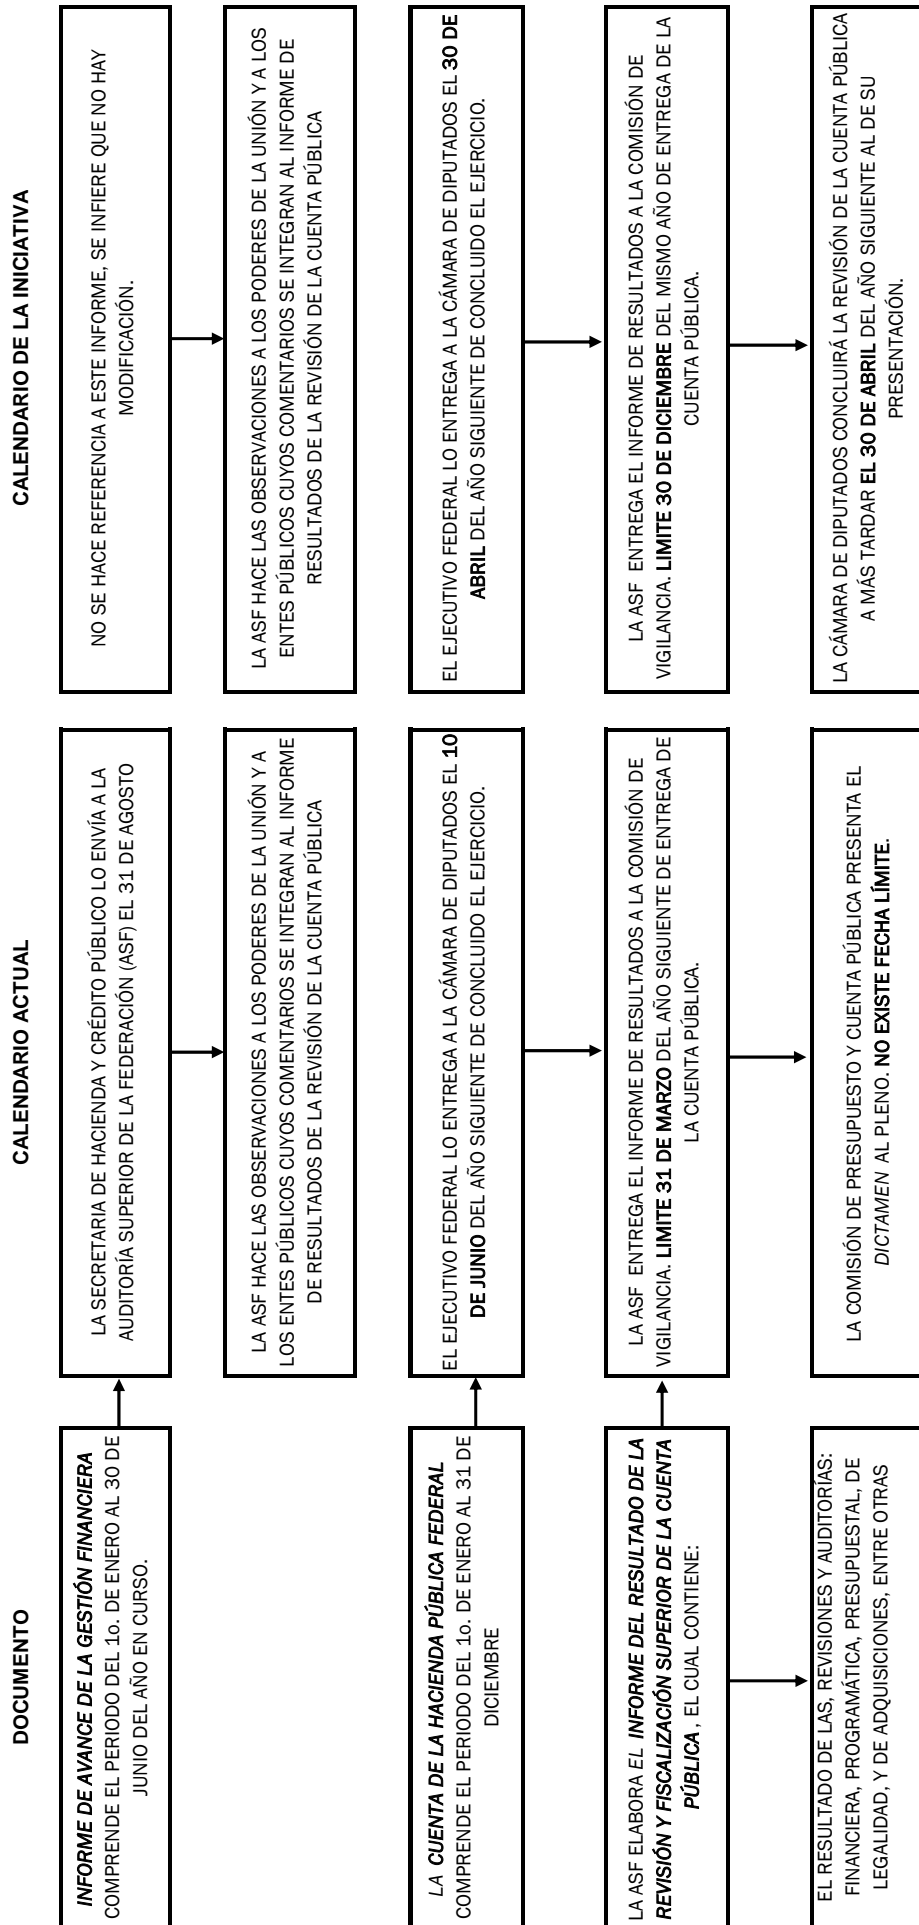 DOCUMENTO
CALENDARIO ACTUAL
CALENDARIO DE LA INICIATIVA
INFORME DE AVANCE DE LA GESTIÓN FINANCIERA
COMPRENDE EL PERIODO DEL 1o. DE ENERO AL 30 DE
JUNIO DEL AÑO EN CURSO.
LA SECRETARIA DE HACIENDA Y CRÉDITO PÚBLICO LO ENVÍA A LA
AUDITORÍA SUPERIOR DE LA FEDERACIÓN (ASF) EL 31 DE AGOSTO
NO SE HACE REFERENCIA A ESTE INFORME, SE INFIERE QUE NO HAY
MODIFICACIÓN.
LA ASF HACE LAS OBSERVACIONES A LOS PODERES DE LA UNIÓN Y A
LOS ENTES PÚBLICOS CUYOS COMENTARIOS SE INTEGRAN AL INFORME
DE RESULTADOS DE LA REVISIÓN DE LA CUENTA PÚBLICA
LA ASF HACE LAS OBSERVACIONES A LOS PODERES DE LA UNIÓN Y A LOS
ENTES PÚBLICOS CUYOS COMENTARIOS SE INTEGRAN AL INFORME DE
RESULTADOS DE LA REVISIÓN DE LA CUENTA PÚBLICA
LA CUENTA DE LA HACIENDA PÚBLICA FEDERAL
COMPRENDE EL PERIODO DEL 1o. DE ENERO AL 31 DE
DICIEMBRE
EL EJECUTIVO FEDERAL LO ENTREGA A LA CÁMARA DE DIPUTADOS EL 10
DE JUNIO DEL AÑO SIGUIENTE DE CONCLUIDO EL EJERCICIO.
EL EJECUTIVO FEDERAL LO ENTREGA A LA CÁMARA DE DIPUTADOS EL 30 DE
ABRIL DEL AÑO SIGUIENTE DE CONCLUIDO EL EJERCICIO.
LA ASF ELABORA EL INFORME DEL RESULTADO DE LA
REVISIÓN Y FISCALIZACIÓN SUPERIOR DE LA CUENTA
PÚBLICA, EL CUAL CONTIENE:
LA ASF ENTREGA EL INFORME DE RESULTADOS A LA COMISIÓN DE
VIGILANCIA. LIMITE 31 DE MARZO DEL AÑO SIGUIENTE DE ENTREGA DE
LA CUENTA PÚBLICA.
LA ASF ENTREGA EL INFORME DE RESULTADOS A LA COMISIÓN DE
VIGILANCIA. LIMITE 30 DE DICIEMBRE DEL MISMO AÑO DE ENTREGA DE LA
CUENTA PÚBLICA.
EL RESULTADO DE LAS, REVISIONES Y AUDITORÍAS:
FINANCIERA, PROGRAMÁTICA, PRESUPUESTAL, DE
LEGALIDAD, Y DE ADQUISICIONES, ENTRE OTRAS
LA COMISIÓN DE PRESUPUESTO Y CUENTA PÚBLICA PRESENTA EL
DICTAMEN AL PLENO. NO EXISTE FECHA LÍMITE.
LA CÁMARA DE DIPUTADOS CONCLUIRÁ LA REVISIÓN DE LA CUENTA PÚBLICA
A MÁS TARDAR EL 30 DE ABRIL DEL AÑO SIGUIENTE AL DE SU
PRESENTACIÓN.